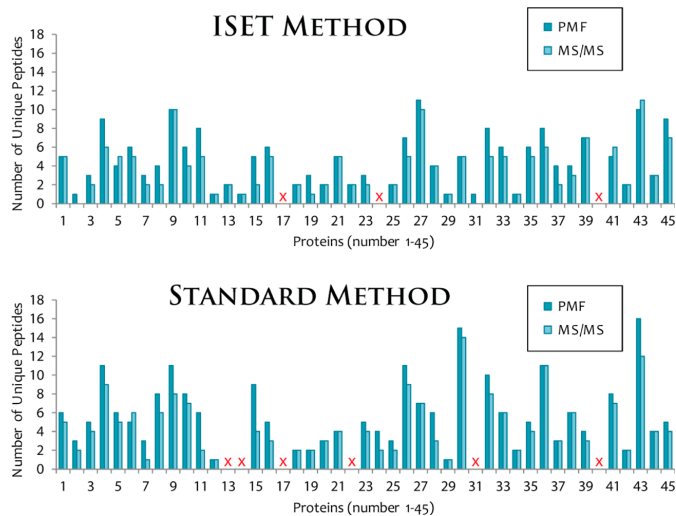 ISET Method
PMF
MS/MS
Number of Unique Peptides
18
16
14
12
10
8
6
4
2
0
X X X
1 3 5 7 9 11 13 15 17 19 21 23 25 27 29 31 33 35 37 39 41 43 45
Proteins (number 1-45)
Standard Method
PMF
MS/MS
Number of Unique Peptides
18
16
14
12
10
8
6
4
2
0
X X X X X X
1 3 5 7 9 11 13 15 17 19 21 23 25 27 29 31 33 35 37 39 41 43 45
Proteins (number 1-45)